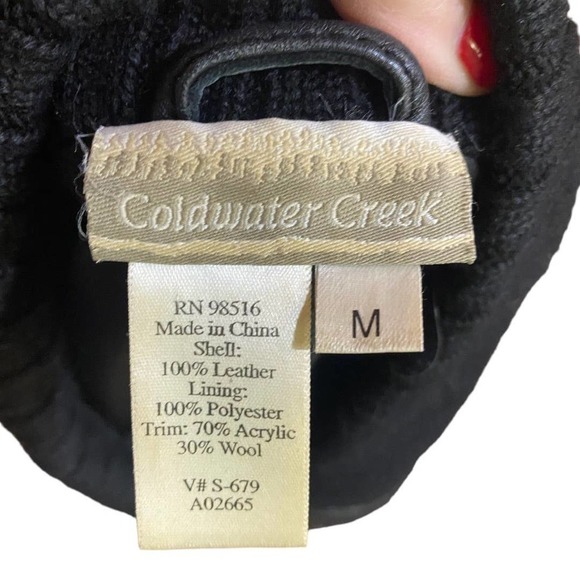 Coldwater Creek
M
RN 98516
Made in China
Shell:
100% Leather
Lining:
100% Polyester
Trim: 70% Acrylic
30% Wool
V# S-679
A02665